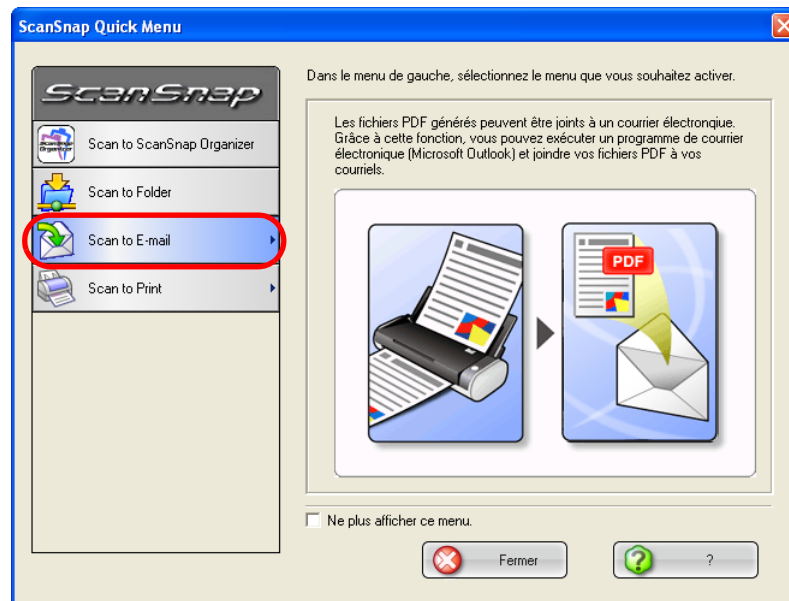 ScanSnap Quick Menu
ScanSnap
Scan to ScanSnap Organizer
Scan to Folder
Scan to E-mail
Scan to Print
Dans le menu de gauche, sélectionnez le menu que vous souhaitez activer.
Les fichiers PDF générés peuvent être joints à un courrier électronqiue.
Grâce à cette fonction, vous pouvez exécuter un programme de courrier
électronique (Microsoft Outlook) et joindre vos fichiers PDF à vos
courriels.
PDF
Ne plus afficher ce menu.
Fermer
?